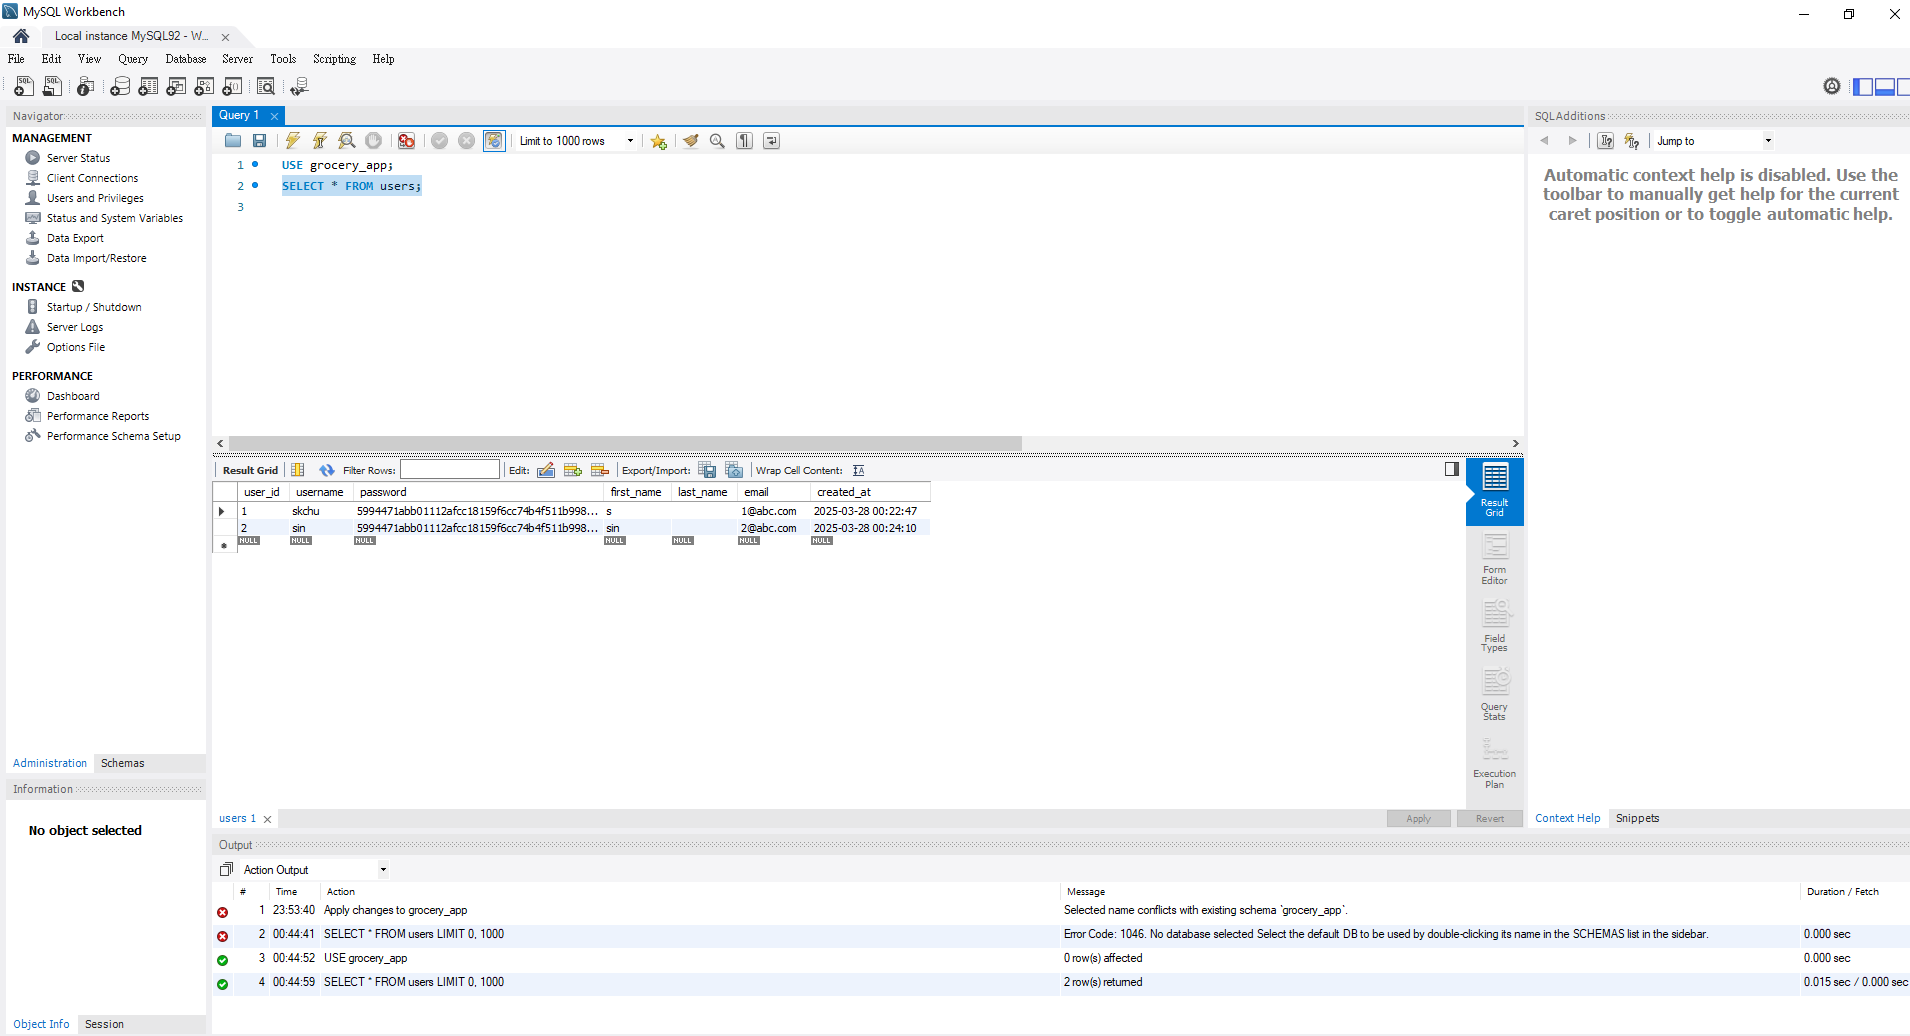 MySQL Workbench
Local instance MySQL92 - W...
File Edit View Query Database Server Tools Scripting Help
Navigator
MANAGEMENT
Server Status
Client Connections
Users and Privileges
Status and System Variables
Data Export
Data Import/Restore
INSTANCE
Startup / Shutdown
Server Logs
Options File
PERFORMANCE
Dashboard
Performance Reports
Performance Schema Setup
Administration Schemas
Information
No object selected
Object Info Session
Query 1
Limit to 1000 rows
1 USE grocery_app;
2 SELECT * FROM users;
3
Result Grid Filter Rows: Edit: Export/Import: Wrap Cell Content:
user_id username password first_name last_name email created_at
1 skchu 5994471abb01112afcc18159f6cc74b4f511b998... s 1@abc.com 2025-03-28 00:22:47
2 sin 5994471abb01112afcc18159f6cc74b4f511b998... sin 2@abc.com 2025-03-28 00:24:10
NULL NULL NULL NULL NULL NULL NULL
Result
Grid
Form
Editor
Field
Types
Query
Stats
Execution
Plan
users 1 Apply Revert
SQLAdditions
Jump to
Automatic context help is disabled. Use the
toolbar to manually get help for the current
caret position or to toggle automatic help.
Context Help Snippets
Output
Action Output
# Time Action Message Duration / Fetch
1 23:53:40 Apply changes to grocery_app Selected name conflicts with existing schema `grocery_app`.
2 00:44:41 SELECT * FROM users LIMIT 0, 1000 Error Code: 1046. No database selected Select the default DB to be used by double-clicking its name in the SCHEMAS list in the sidebar. 0.000 sec
3 00:44:52 USE grocery_app 0 row(s) affected 0.000 sec
4 00:44:59 SELECT * FROM users LIMIT 0, 1000 2 row(s) returned 0.015 sec / 0.000 sec